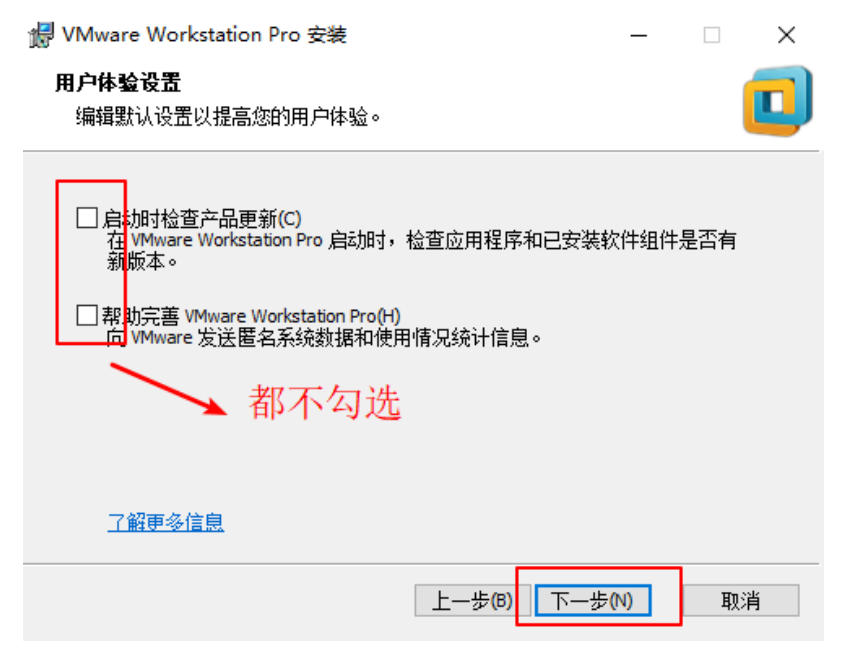 VMware Workstation Pro 安装
用户体验设置
编辑默认设置以提高您的用户体验。
启动时检查产品更新(C)
在 VMware Workstation Pro 启动时，检查应用程序和已安装软件组件是否有
新版本。
帮助完善 VMware Workstation Pro(H)
向 VMware 发送匿名系统数据和使用情况统计信息。
都不勾选
了解更多信息
上一步(B) 下一步(N) 取消